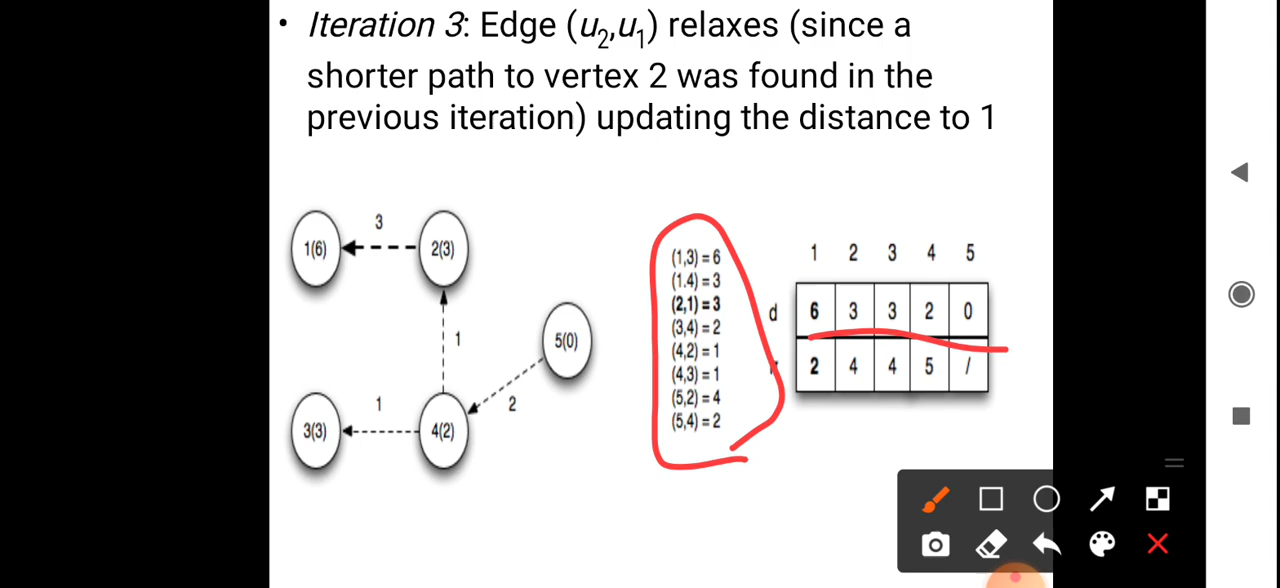 • Iteration 3: Edge (u₂,u₁) relaxes (since a
shorter path to vertex 2 was found in the
previous iteration) updating the distance to 1
1(6)
3
2(3)
1
5(0)
2
3(3)
1
4(2)
(1,3) = 6
(1.4) = 3
(2,1) = 3
(3,4) = 2
(4,2) = 1
(4,3) = 1
(5,2) = 4
(5,4) = 2
1 2 3 4 5
d 6 3 3 2 0
2 4 4 5 /